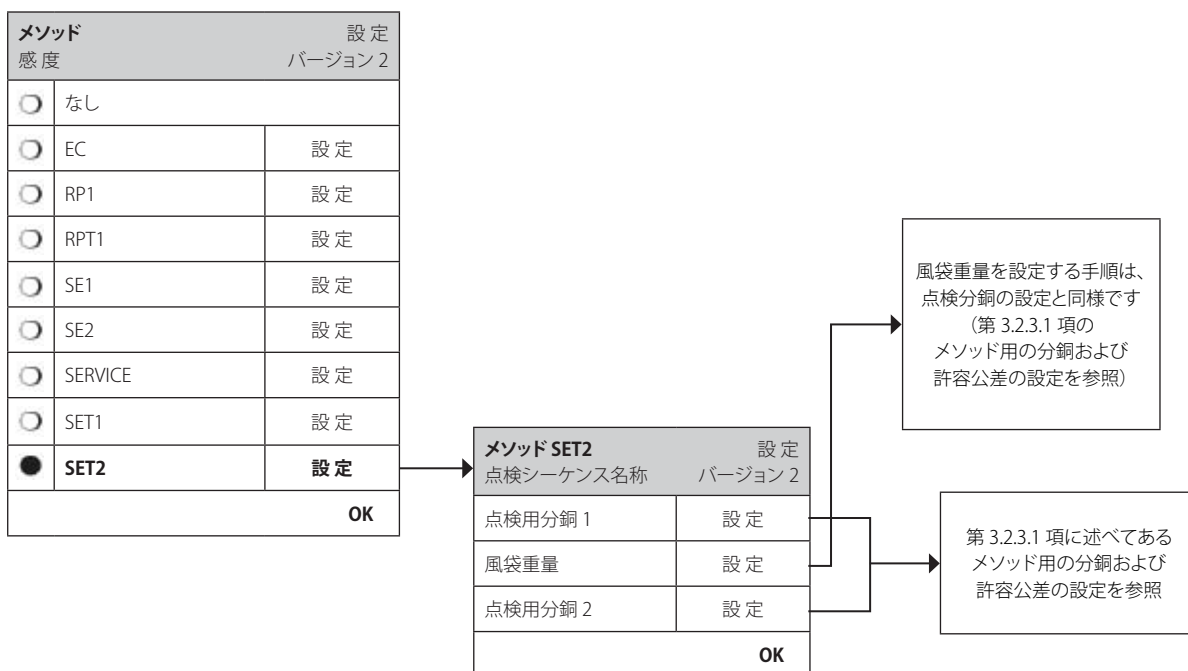 メソッド 設定
感度 バージョン 2
なし
EC 設定
RP1 設定
RPT1 設定
SE1 設定
SE2 設定
SERVICE 設定
SET1 設定
SET2 設定
OK
メソッド SET2 設定
点検シーケンス名称 バージョン 2
点検用分銅 1 設定
風袋重量 設定
点検用分銅 2 設定
OK
風袋重量を設定する手順は、
点検分銅の設定と同様です
(第 3.2.3.1 項の
メソッド用の分銅および
許容公差の設定を参照)
第 3.2.3.1 項に述べてある
メソッド用の分銅および
許容公差の設定を参照